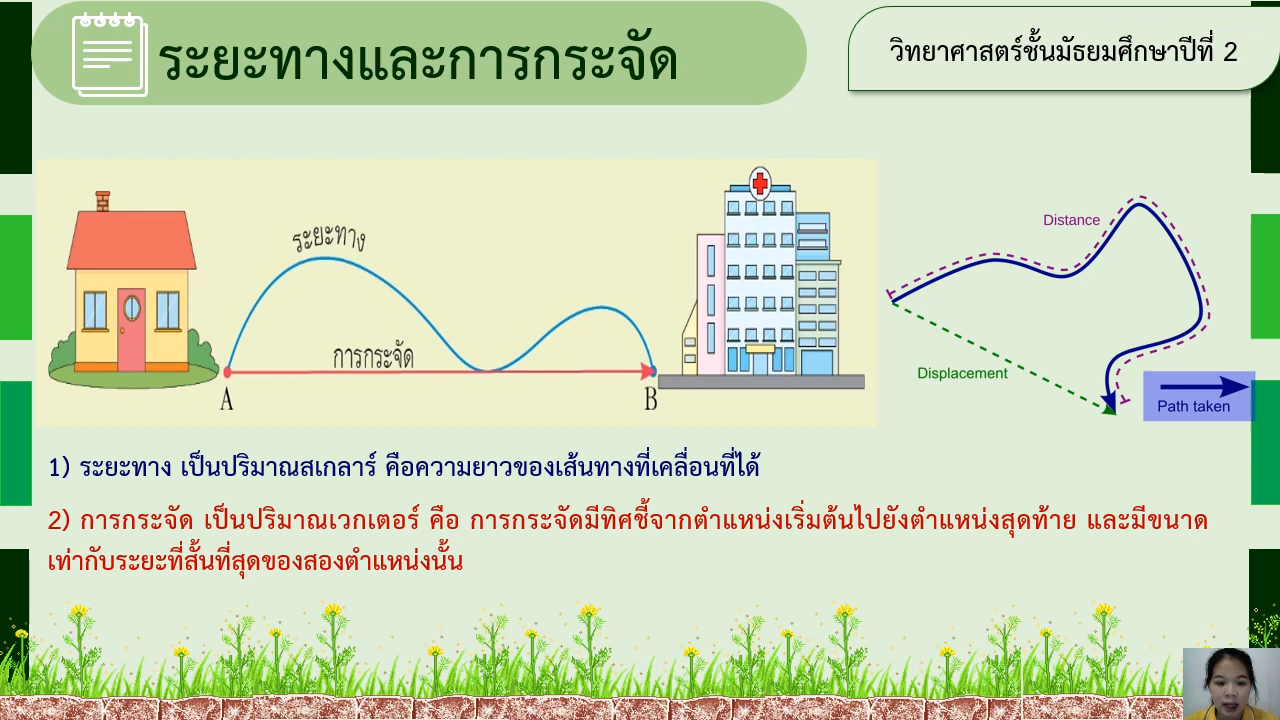 ระยะทางและการกระจัด
วิทยาศาสตร์ชั้นมัธยมศึกษาปีที่ 2
ระยะทาง
การกระจัด
A
B
Distance
Displacement
Path taken
1) ระยะทาง เป็นปริมาณสเกลาร์ คือความยาวของเส้นทางที่เคลื่อนที่ได้
2) การกระจัด เป็นปริมาณเวกเตอร์ คือ การกระจัดมีทิศชี้จากตำแหน่งเริ่มต้นไปยังตำแหน่งสุดท้าย และมีขนาด
เท่ากับระยะที่สั้นที่สุดของสองตำแหน่งนั้น